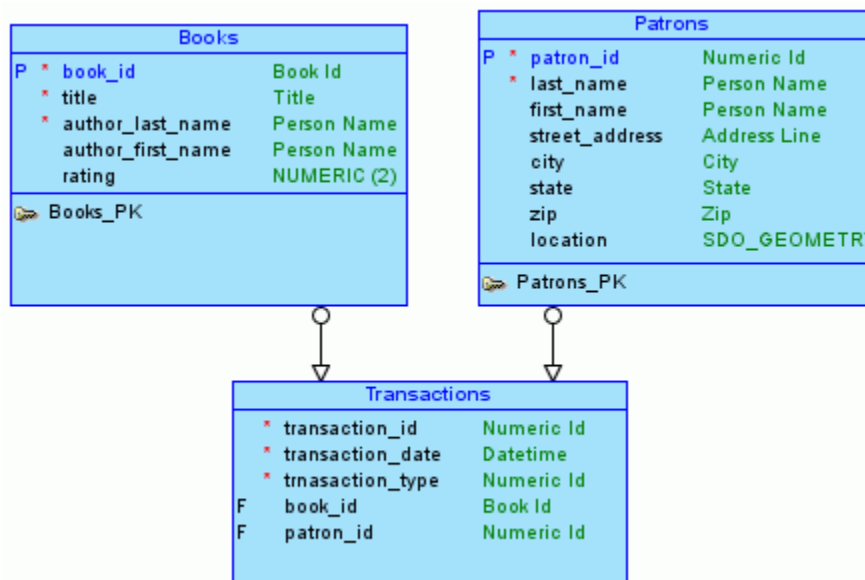 Books
P * book_id Book Id
* title Title
* author_last_name Person Name
author_first_name Person Name
rating NUMERIC (2)
Books_PK
Patrons
P * patron_id Numeric Id
* last_name Person Name
first_name Person Name
street_address Address Line
city City
state State
zip Zip
location SDO_GEOMETR
Patrons_PK
Transactions
* transaction_id Numeric Id
* transaction_date Datetime
* trnasaction_type Numeric Id
F book_id Book Id
F patron_id Numeric Id